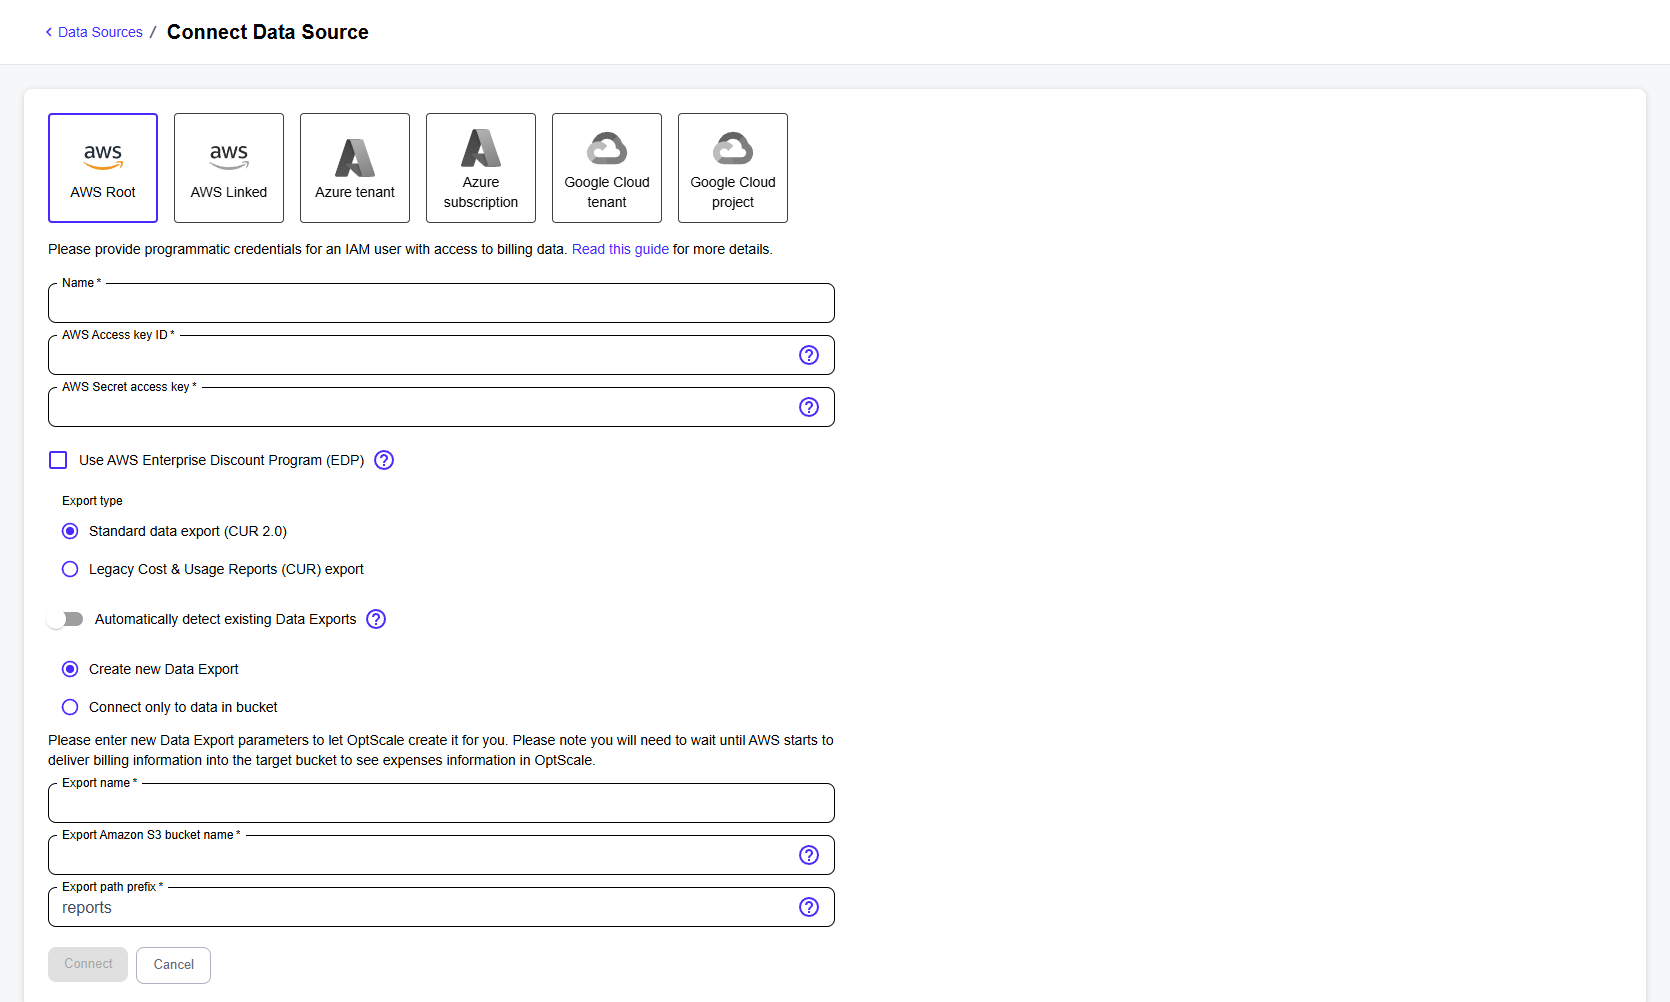 Data Sources / Connect Data Source
aws
AWS Root
aws
AWS Linked
Azure tenant
Azure
subscription
Google Cloud
tenant
Google Cloud
project
Please provide programmatic credentials for an IAM user with access to billing data. Read this guide for more details.
Name *
AWS Access key ID *
AWS Secret access key *
Use AWS Enterprise Discount Program (EDP)
Export type
Standard data export (CUR 2.0)
Legacy Cost & Usage Reports (CUR) export
Automatically detect existing Data Exports
Create new Data Export
Connect only to data in bucket
Please enter new Data Export parameters to let OptScale create it for you. Please note you will need to wait until AWS starts to
deliver billing information into the target bucket to see expenses information in OptScale.
Export name *
Export Amazon S3 bucket name *
Export path prefix *
reports
Connect
Cancel